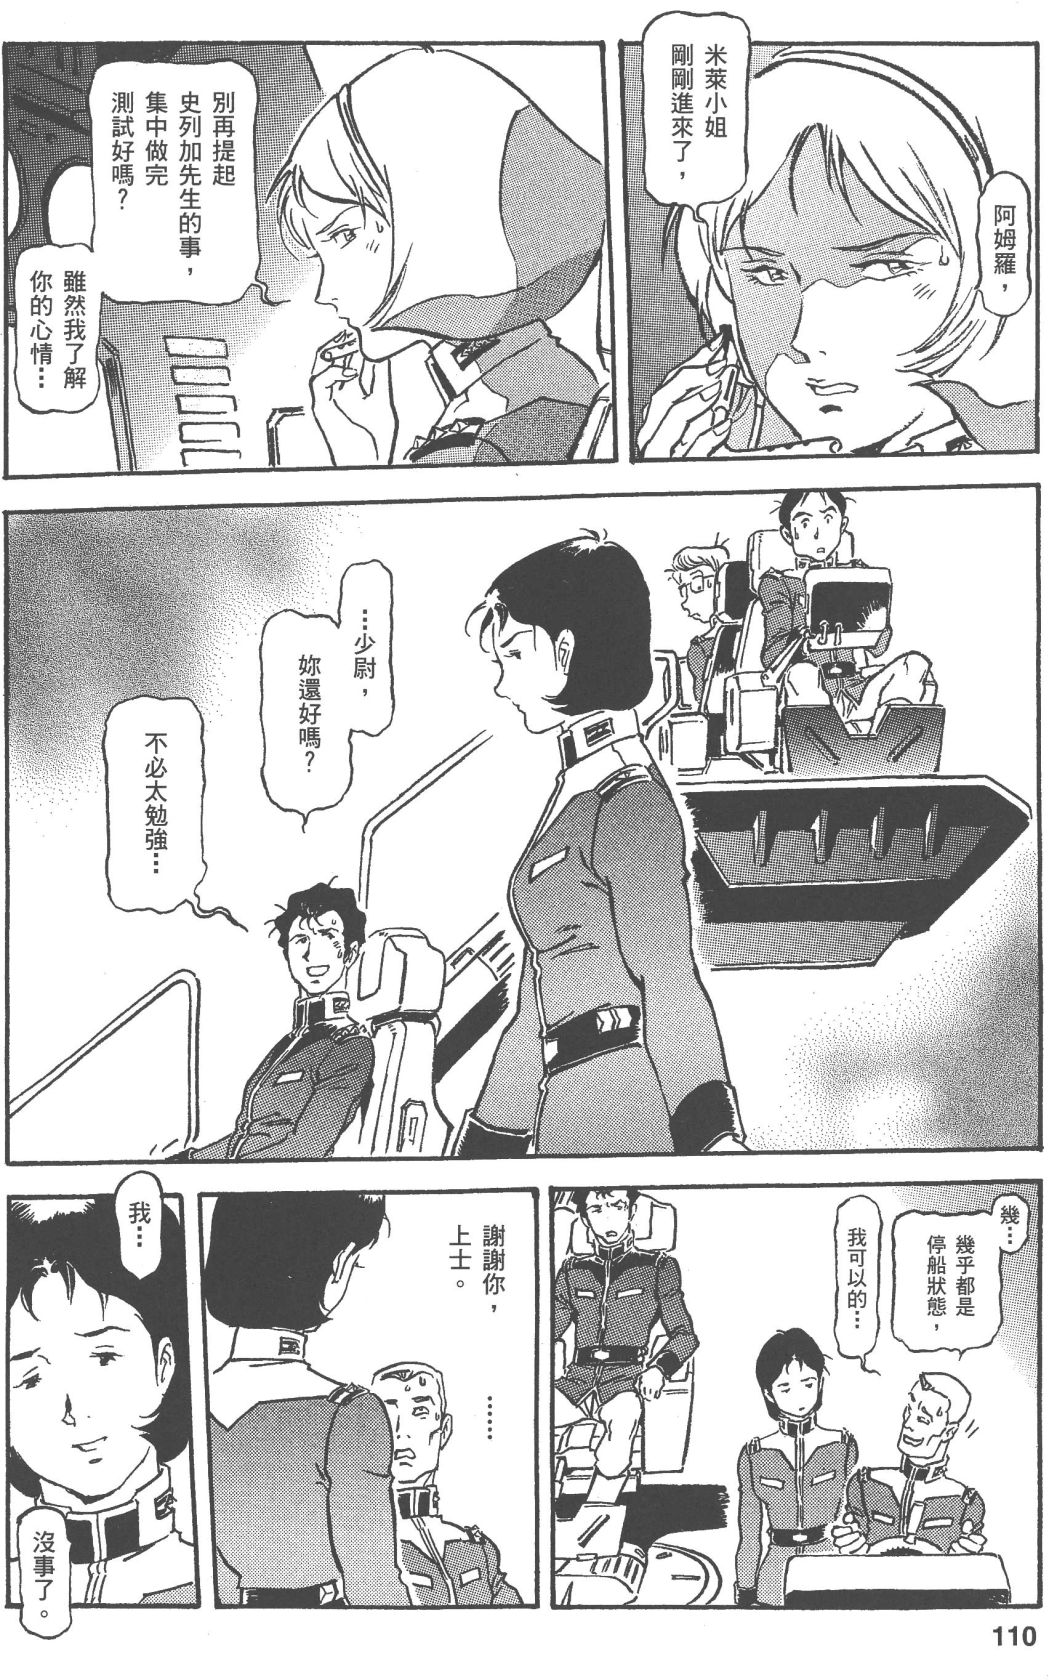 阿姆羅，
米萊小姐
剛剛進來了，
別再提起
史列加先生的事，
集中做完
測試好嗎？
雖然我了解
你的心情…
…少尉，
妳還好嗎？
不必太勉強…
幾…
幾乎都是
停船狀態，
我可以的…
謝謝你，
上士。
……
我…
沒事了。
110